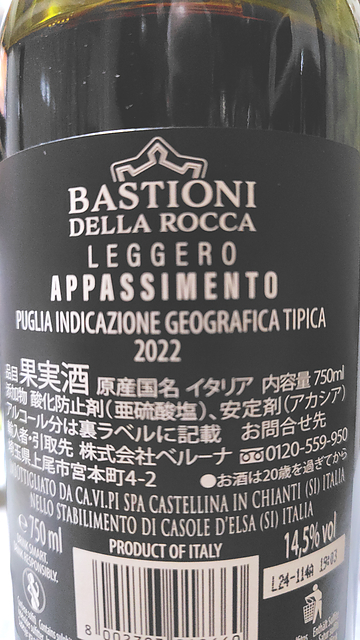 BASTIONI
DELLA ROCCA
LEGGERO
APPASSIMENTO
PUGLIA INDICAZIONE GEOGRAFICA TIPICA
2022
品目 果実酒 原産国名 イタリア 内容量 750ml
添加物 酸化防止剤（亜硫酸塩）、安定剤（アカシア）
アルコール分は裏ラベルに記載 お問合せ先
輸入者・引取先 株式会社ベルーナ 0120-559-950
埼玉県上尾市宮本町4-2 ●お酒は20歳を過ぎてから
IMBOTTIGLIATO DA CA.VI.PI SPA CASTELLINA IN CHIANTI (SI) ITALIA
NELLO STABILIMENTO DI CASOLE D'ELSA (SI) ITALIA
e 750 ml
PRODUCT OF ITALY
14,5% vol
L24-114A